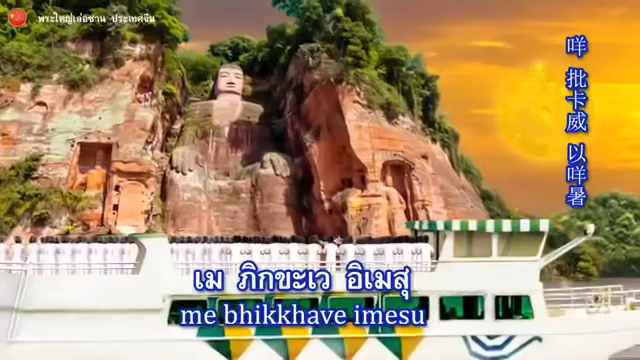 พระใหญ่เล่อซาน ประเทศจีน
咩 批卡威 以咩暑
เม ภิกขะเว อิเมสุ
me bhikkhave imesu